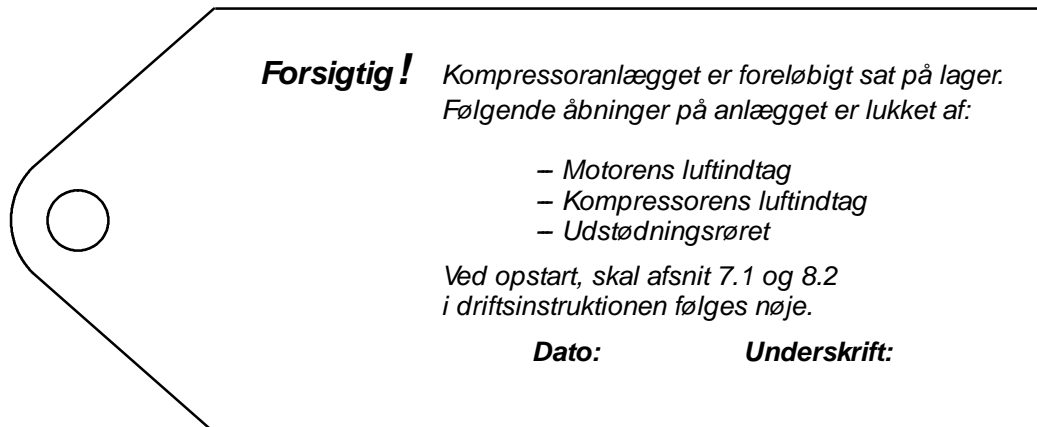 Forsigtig! Kompressoranlægget er foreløbigt sat på lager.
Følgende åbninger på anlægget er lukket af:
– Motorens luftindtag
– Kompressorens luftindtag
– Udstødningsrøret
Ved opstart, skal afsnit 7.1 og 8.2
i driftsinstruktionen følges nøje.
Dato: Underskrift: